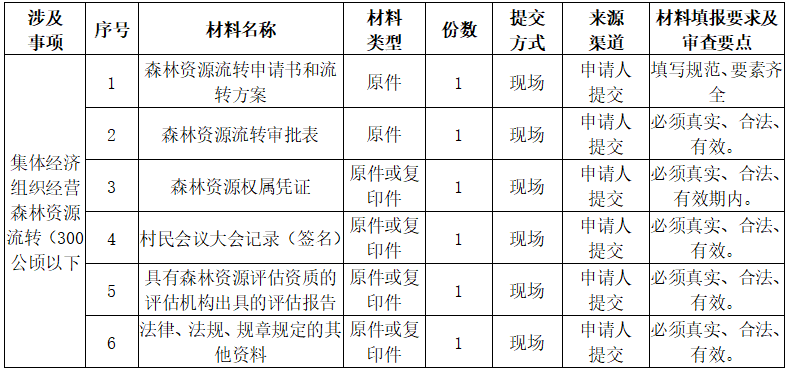 涉及
事项
序号
材料名称
材料
类型
份数
提交
方式
来源
渠道
材料填报要求及
审查要点
集体经济
组织经营
森林资源
流转（300
公顷以下
1
森林资源流转申请书和流
转方案
原件
1
现场
申请人
提交
填写规范、要素齐
全
2
森林资源流转审批表
原件
1
现场
申请人
提交
必须真实、合法、
有效。
3
森林资源权属凭证
原件或复
印件
1
现场
申请人
提交
必须真实、合法、
有效期内。
4
村民会议大会记录（签名）
原件或复
印件
1
现场
申请人
提交
必须真实、合法、
有效。
5
具有森林资源评估资质的
评估机构出具的评估报告
原件或复
印件
1
现场
申请人
提交
必须真实、合法、
有效。
6
法律、法规、规章规定的其
他资料
原件或复
印件
1
现场
申请人
提交
必须真实、合法、
有效。